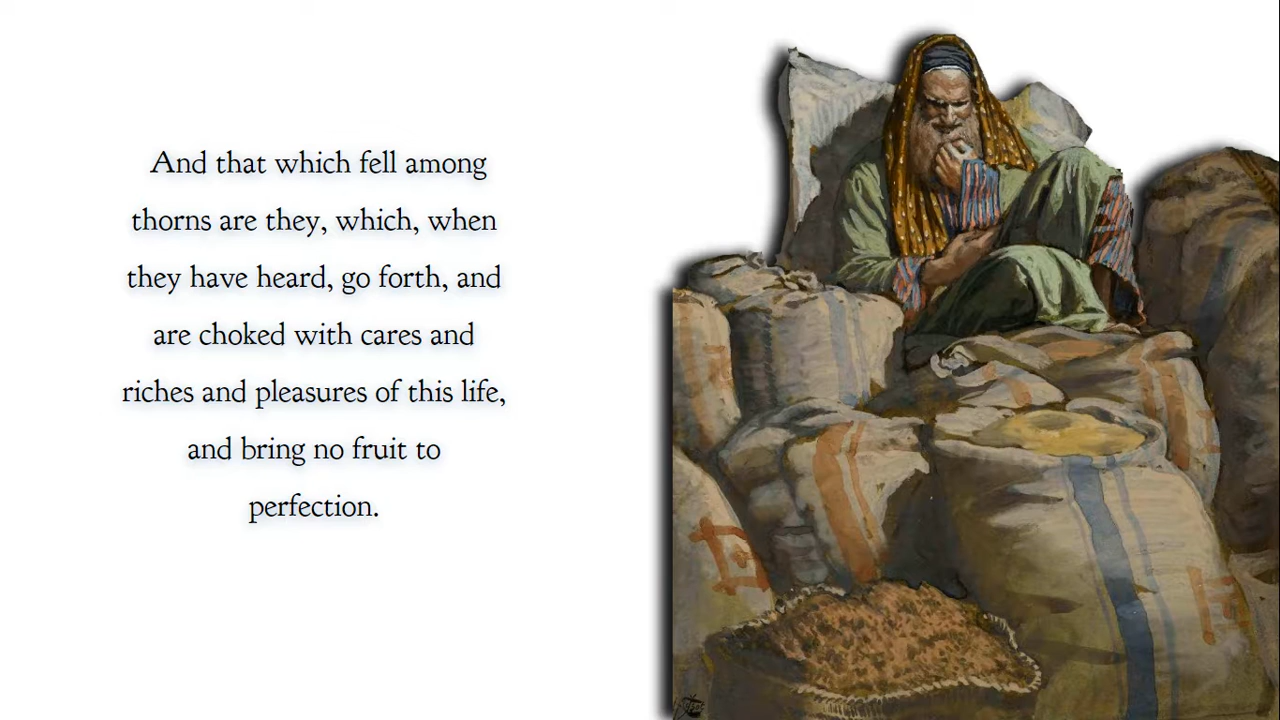 And that which fell among
thorns are they, which, when
they have heard, go forth, and
are choked with cares and
riches and pleasures of this life,
and bring no fruit to
perfection.